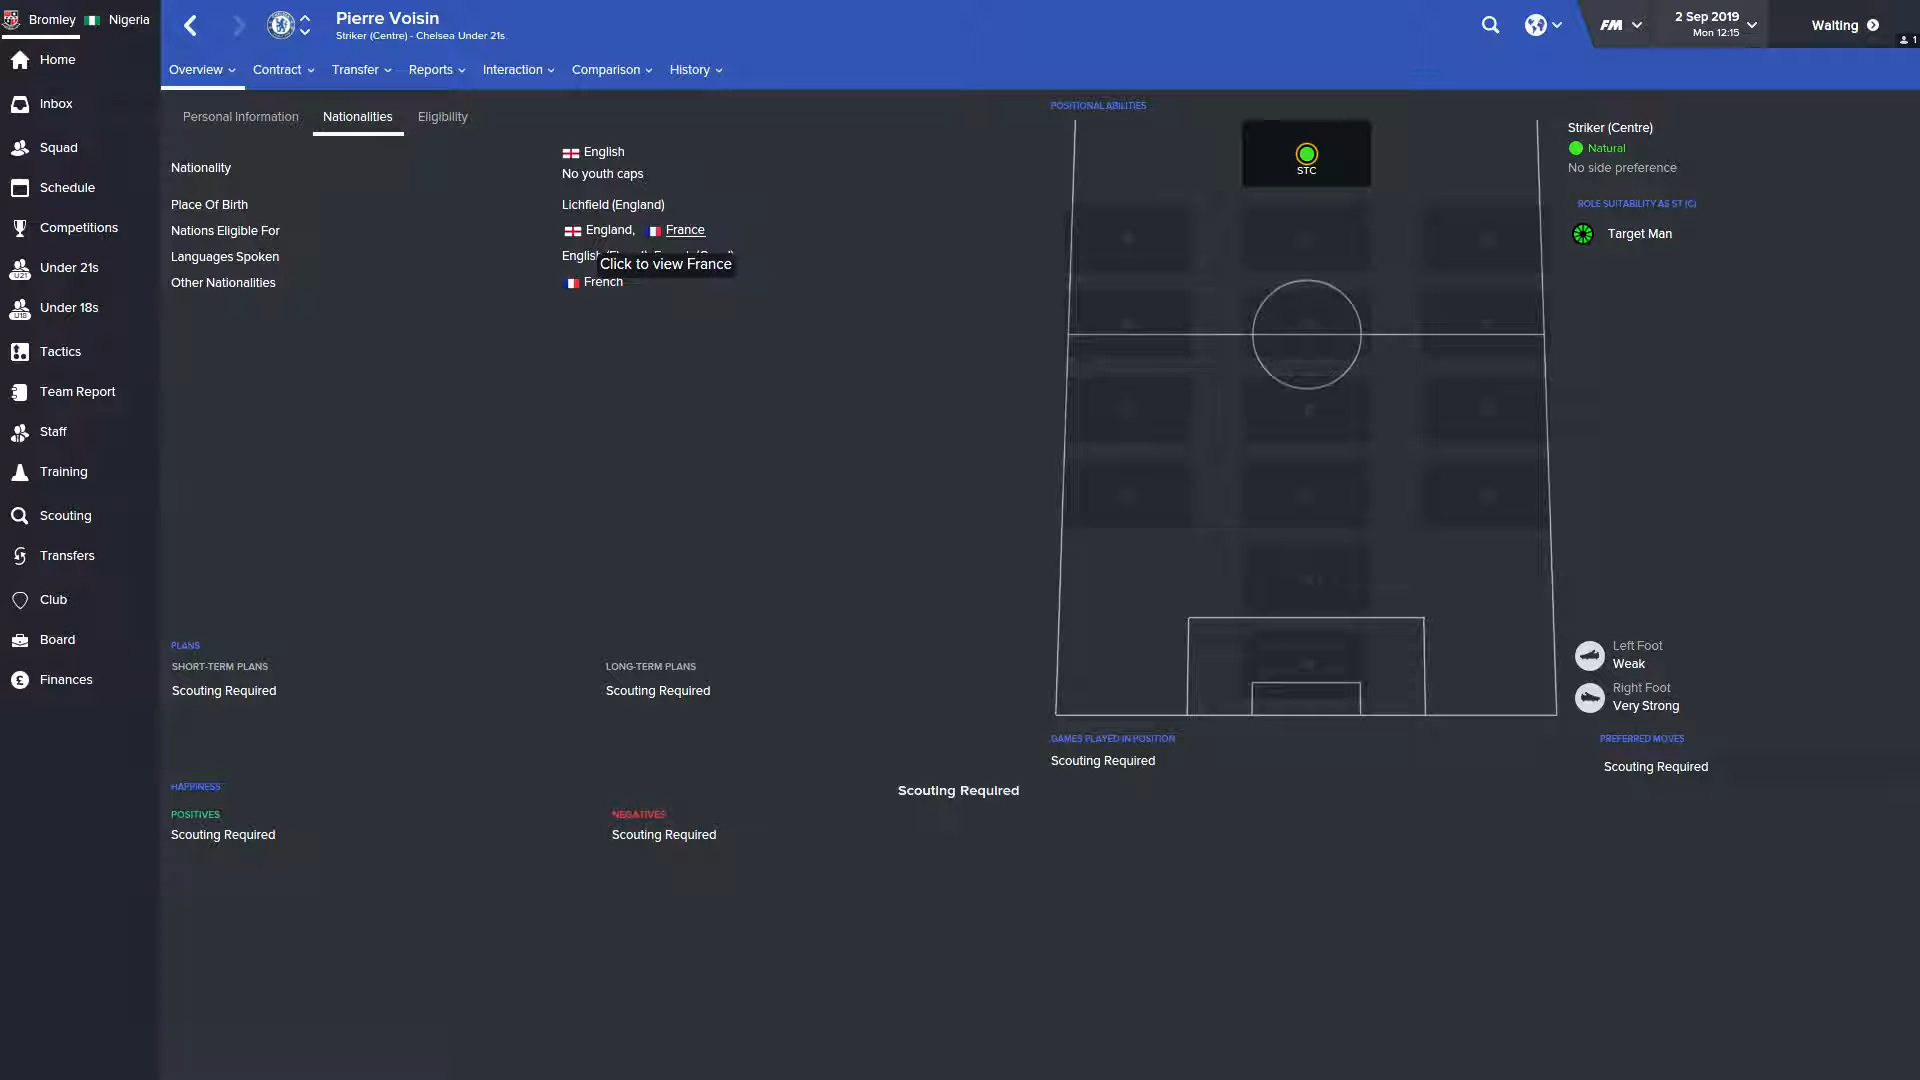 Bromley
Nigeria
Home
Inbox
Squad
Schedule
Competitions
Under 21s
Under 18s
Tactics
Team Report
Staff
Training
Scouting
Transfers
Club
Board
Finances
Pierre Voisin
Striker (Centre) - Chelsea Under 21s
FM
2 Sep 2019
Mon 12:15
Waiting
1
Overview
Contract
Transfer
Reports
Interaction
Comparison
History
Personal Information
Nationalities
Eligibility
Nationality
English
No youth caps
Place Of Birth
Lichfield (England)
Nations Eligible For
England, France
Languages Spoken
English
Click to view France
Other Nationalities
French
PLANS
SHORT-TERM PLANS
Scouting Required
LONG-TERM PLANS
Scouting Required
HAPPINESS
POSITIVES
Scouting Required
NEGATIVES
Scouting Required
Scouting Required
POSITIONAL ABILITIES
STC
Striker (Centre)
Natural
No side preference
ROLE SUITABILITY AS ST (C)
Target Man
Left Foot
Weak
Right Foot
Very Strong
GAMES PLAYED IN POSITION
Scouting Required
PREFERRED MOVES
Scouting Required